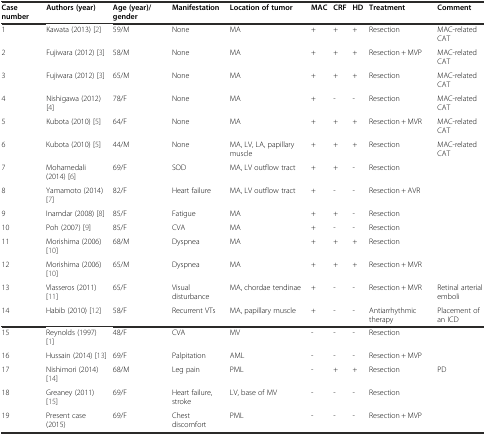 Case number Authors (year) Age (year)/ gender Manifestation Location of tumor MAC CRF HD Treatment Comment
1 Kawata (2013) [2] 59/M None MA + + + Resection MAC-related CAT
2 Fujiwara (2012) [3] 58/M None MA + + + Resection + MVP MAC-related CAT
3 Fujiwara (2012) [3] 65/M None MA + + + Resection MAC-related CAT
4 Nishigawa (2012) [4] 78/F None MA + - - Resection MAC-related CAT
5 Kubota (2010) [5] 64/F None MA + + + Resection + MVR MAC-related CAT
6 Kubota (2010) [5] 44/M None MA, LV, LA, papillary muscle + + + Resection MAC-related CAT
7 Mohamedali (2014) [6] 69/F SOD MA, LV outflow tract + + - Resection
8 Yamamoto (2014) [7] 82/F Heart failure MA, LV outflow tract + - - Resection + AVR
9 Inamdar (2008) [8] 85/F Fatigue MA + + - Resection
10 Poh (2007) [9] 85/F CVA MA + - - Resection
11 Morishima (2006) [10] 68/M Dyspnea MA + + + Resection
12 Morishima (2006) [10] 65/M Dyspnea MA + + + Resection + MVR
13 Vlasseros (2011) [11] 65/F Visual disturbance MA, chordae tendinae + - - Resection + MVR Retinal arterial emboli
14 Habib (2010) [12] 58/F Recurrent VTs MA, papillary muscle + - - Antiarrhythmic therapy Placement of an ICD
15 Reynolds (1997) [1] 48/F CVA MV - - - Resection
16 Hussain (2014) [13] 69/F Palpitation AML - - - Resection + MVP
17 Nishimori (2014) [14] 68/M Leg pain PML - + + Resection PD
18 Greaney (2011) [15] 69/F Heart failure, stroke LV, base of MV - - - Resection
19 Present case (2015) 69/F Chest discomfort PML - - - Resection + MVP